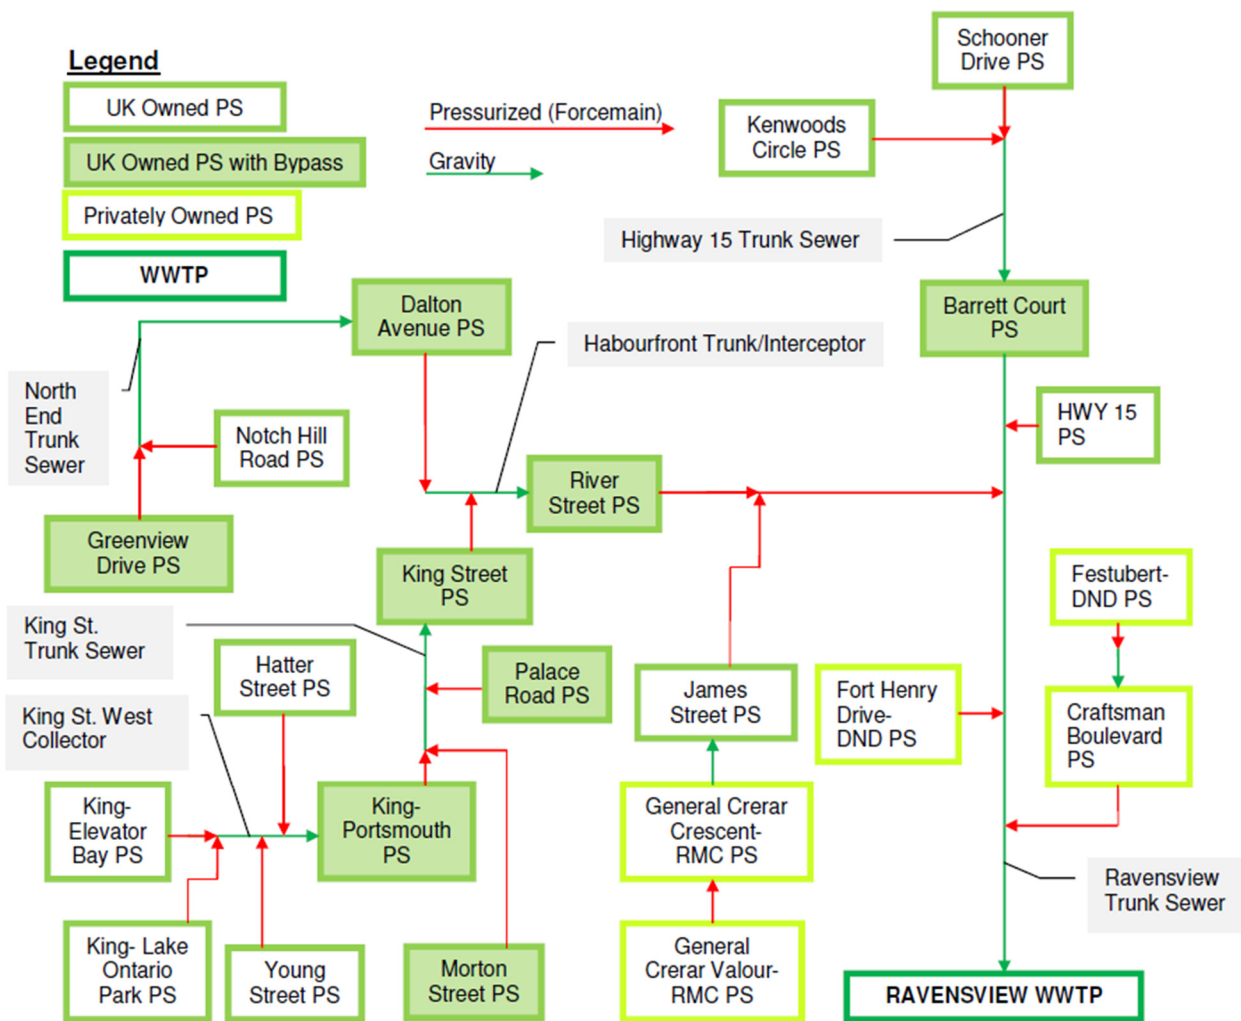 Legend
UK Owned PS
UK Owned PS with Bypass
Privately Owned PS
WWTP
Pressurized (Forcemain)
Gravity
Schooner
Drive PS
Kenwoods
Circle PS
Highway 15 Trunk Sewer
Barrett Court
PS
Dalton
Avenue PS
Habourfront Trunk/Interceptor
North
End
Trunk
Sewer
Notch Hill
Road PS
HWY 15
PS
River
Street PS
Greenview
Drive PS
King Street
PS
Festubert-
DND PS
King St.
Trunk Sewer
Hatter
Street PS
Palace
Road PS
James
Street PS
Fort Henry
Drive-
DND PS
Craftsman
Boulevard
PS
King St. West
Collector
King-
Elevator
Bay PS
King-
Portsmouth
PS
General Crerar
Crescent-
RMC PS
Ravensview
Trunk Sewer
King- Lake
Ontario
Park PS
Young
Street PS
Morton
Street PS
General
Crerar Valour-
RMC PS
RAVENSVIEW WWTP